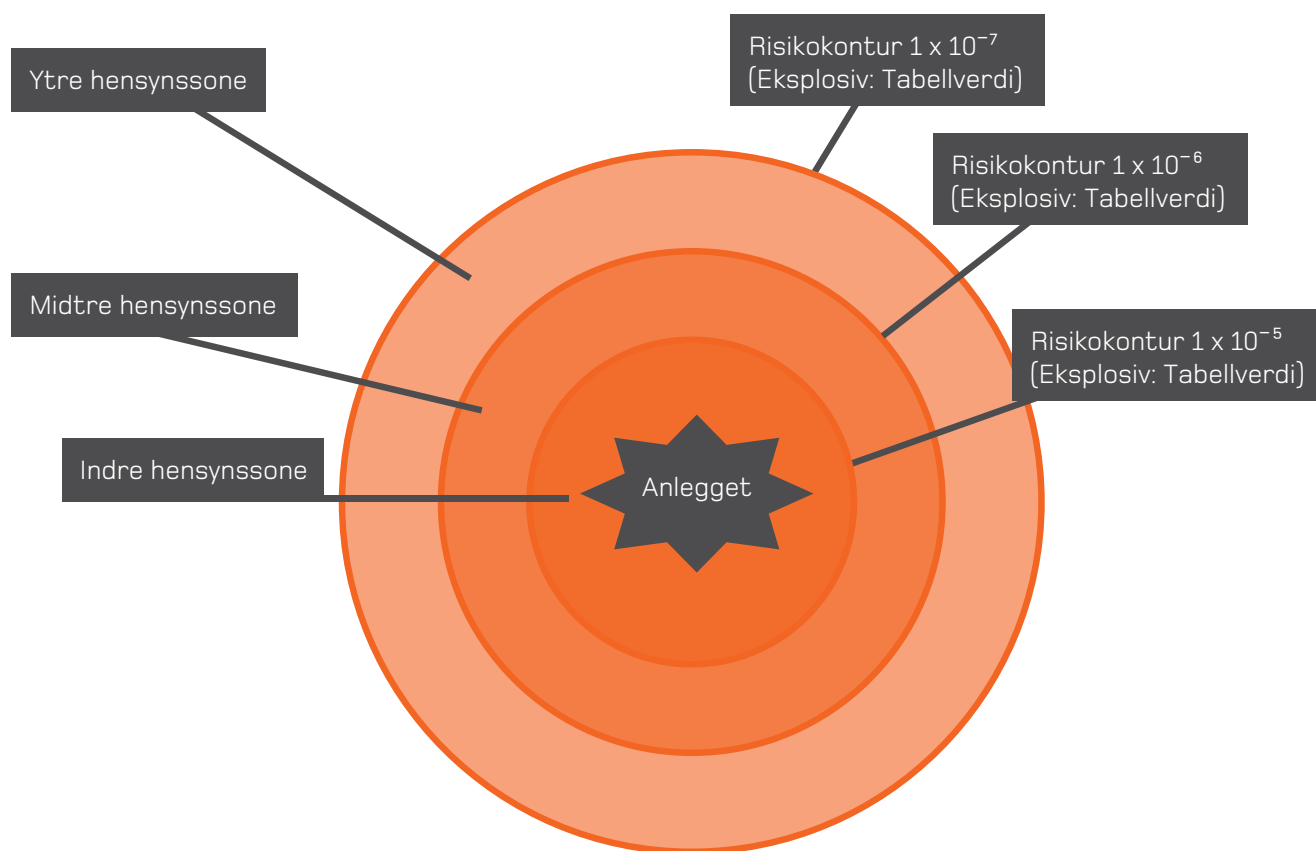 Risikokontur 1 x 10⁻⁷
(Eksplosiv: Tabellverdi)
Ytre hensynssone
Risikokontur 1 x 10⁻⁶
(Eksplosiv: Tabellverdi)
Midtre hensynssone
Risikokontur 1 x 10⁻⁵
(Eksplosiv: Tabellverdi)
Indre hensynssone
Anlegget